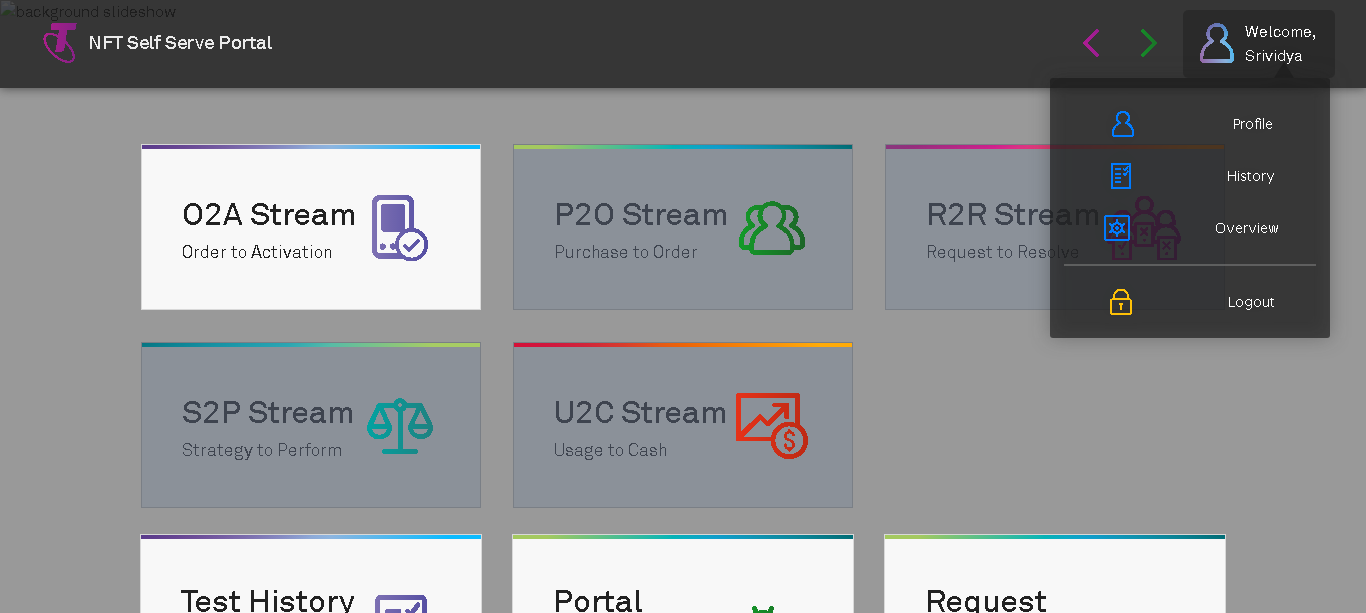 background slideshow
NFT Self Serve Portal
Welcome,
Srividya
Profile
History
Overview
Logout
O2A Stream
Order to Activation
P2O Stream
Purchase to Order
R2R Stream
Request to Resolve
S2P Stream
Strategy to Perform
U2C Stream
Usage to Cash
Test History
Portal
Request